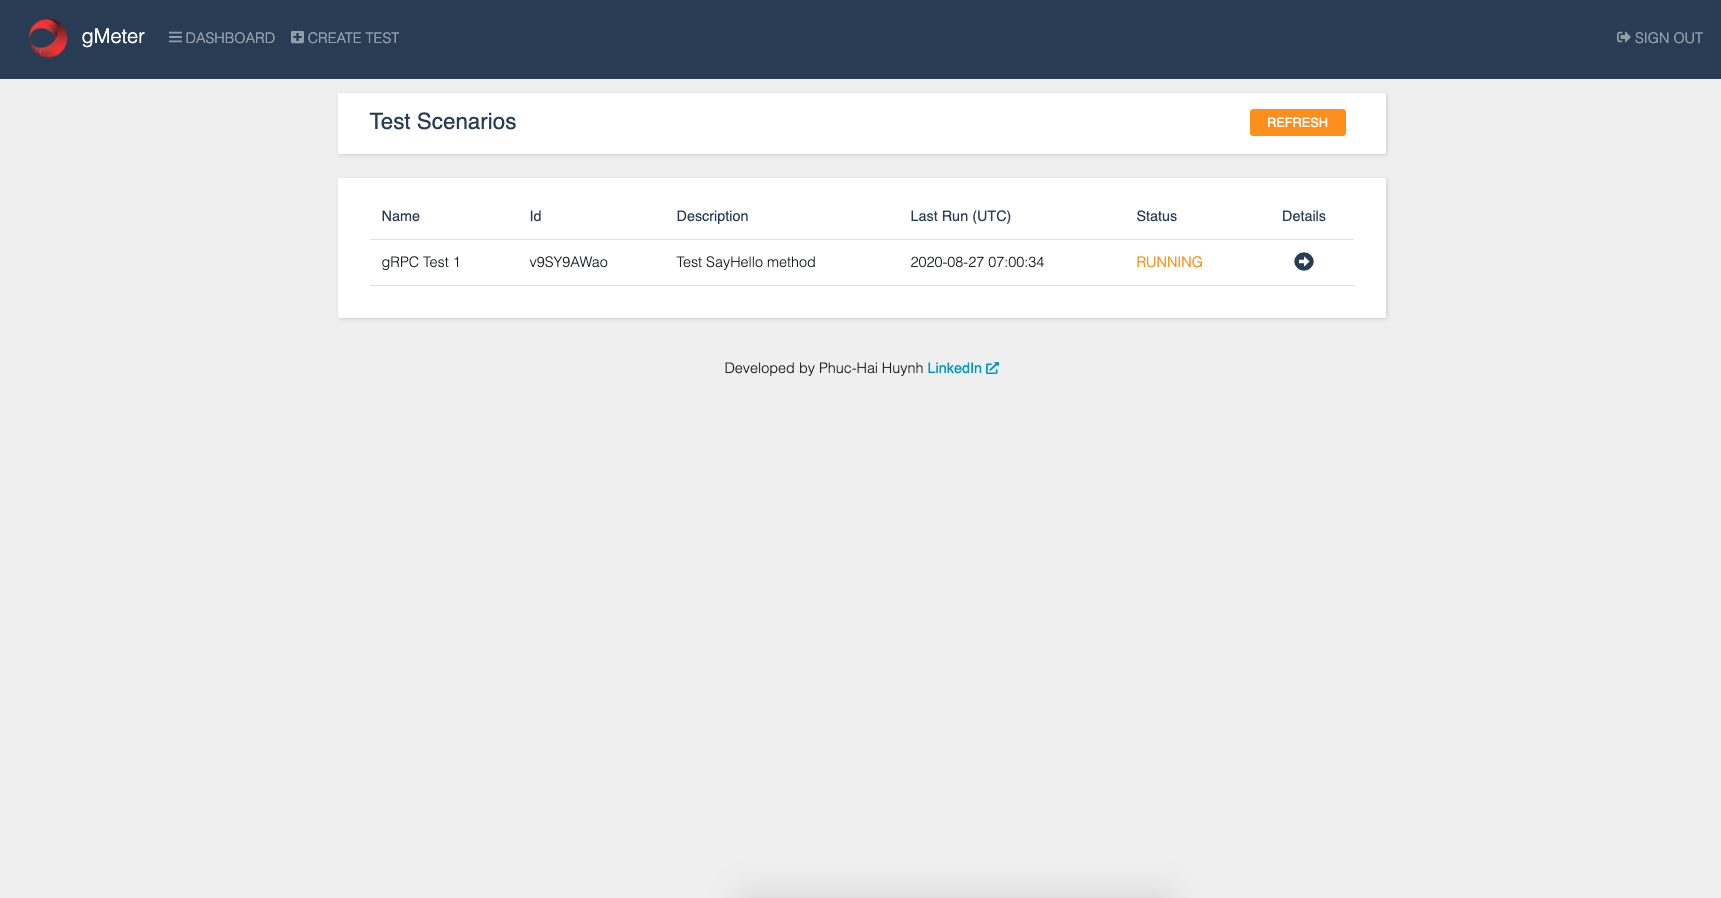 gMeter DASHBOARD CREATE TEST SIGN OUT
Test Scenarios REFRESH
Name Id Description Last Run (UTC) Status Details
gRPC Test 1 v9SY9AWao Test SayHello method 2020-08-27 07:00:34 RUNNING
Developed by Phuc-Hai Huynh LinkedIn